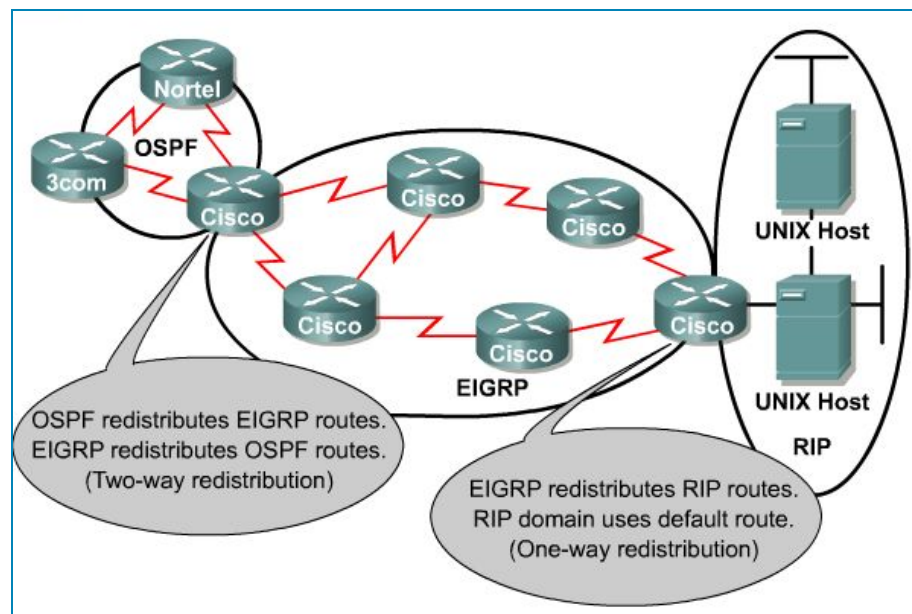 Nortel
OSPF
3com
Cisco
Cisco
Cisco
UNIX Host
Cisco
Cisco
Cisco
EIGRP
UNIX Host
RIP
OSPF redistributes EIGRP routes.
EIGRP redistributes OSPF routes.
(Two-way redistribution)
EIGRP redistributes RIP routes.
RIP domain uses default route.
(One-way redistribution)